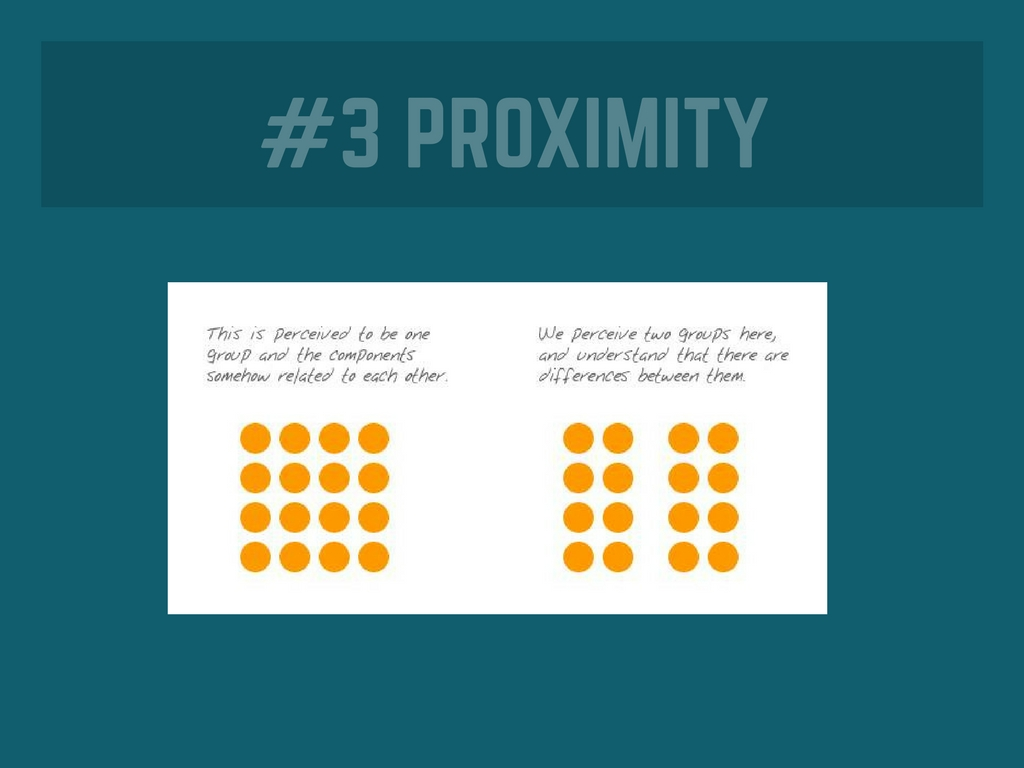 #3 PROXIMITY
This is perceived to be one
group and the components
somehow related to each other.
We perceive two groups here,
and understand that there are
differences between them.